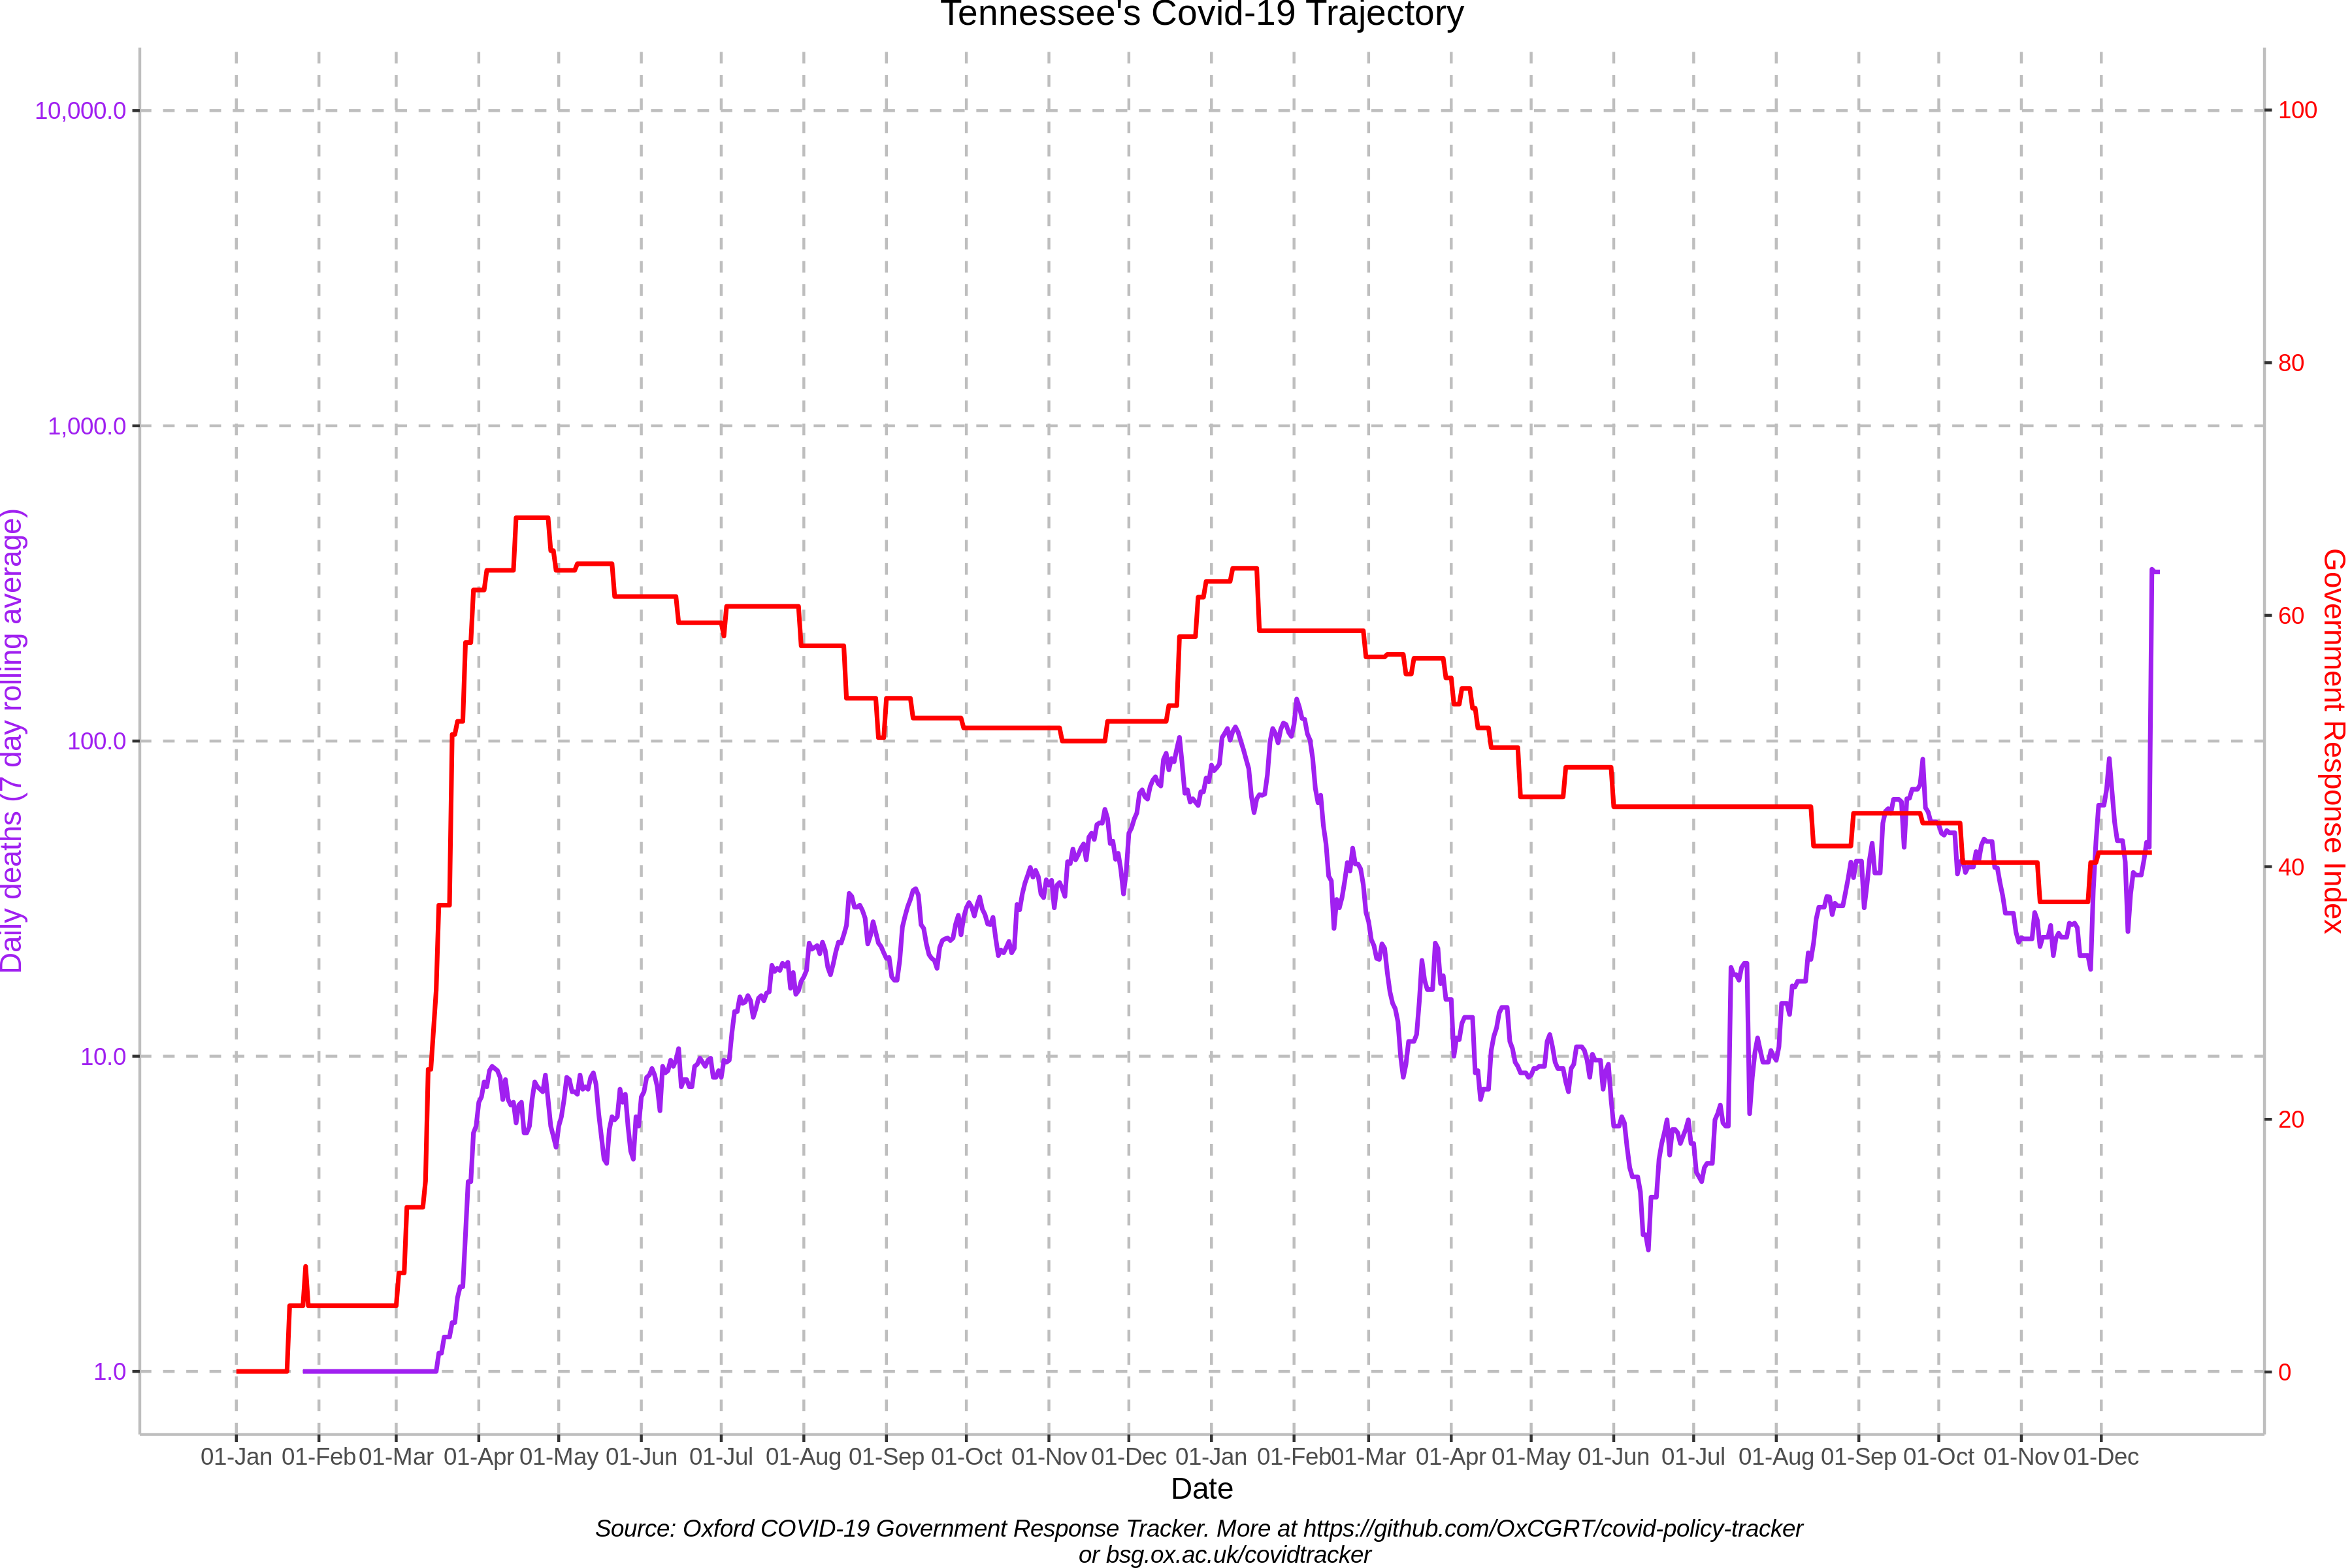 Tennessee's Covid-19 Trajectory
10,000.0
1,000.0
100.0
10.0
1.0
Daily deaths (7 day rolling average)
100
80
60
40
20
0
Government Response Index
01-Jan 01-Feb 01-Mar 01-Apr 01-May 01-Jun 01-Jul 01-Aug 01-Sep 01-Oct 01-Nov 01-Dec 01-Jan 01-Feb 01-Mar 01-Apr 01-May 01-Jun 01-Jul 01-Aug 01-Sep 01-Oct 01-Nov 01-Dec
Date
Source: Oxford COVID-19 Government Response Tracker. More at https://github.com/OxCGRT/covid-policy-tracker
or bsg.ox.ac.uk/covidtracker